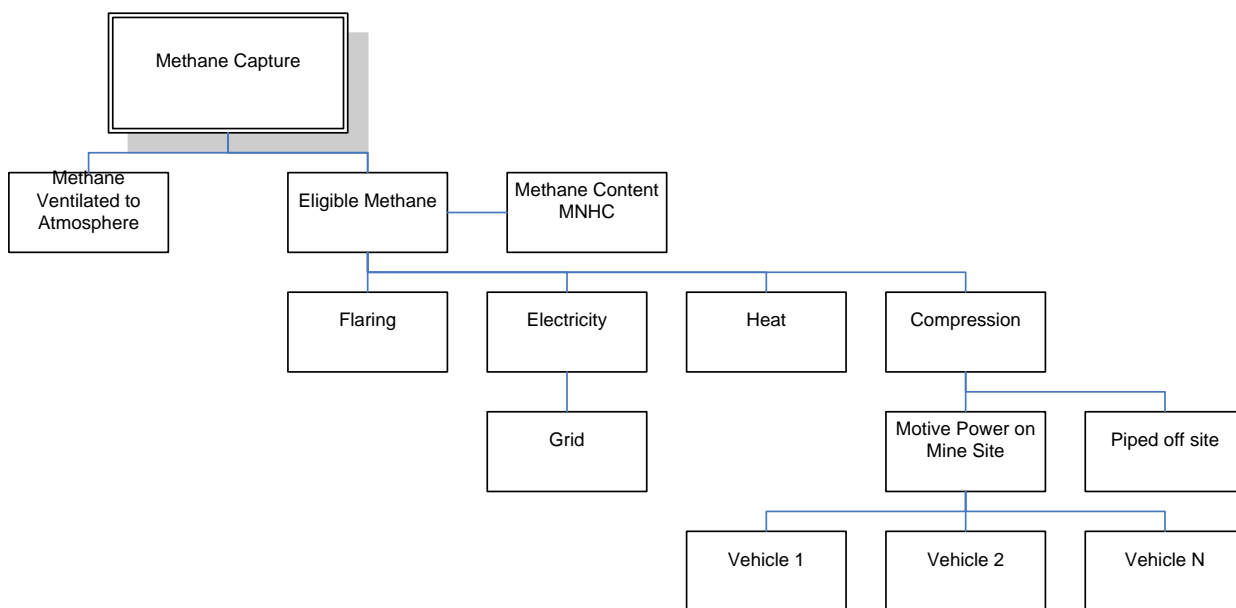 Methane Capture
Methane
Ventilated to
Atmosphere
Eligible Methane
Methane Content
MNHC
Flaring
Electricity
Heat
Compression
Grid
Motive Power on
Mine Site
Piped off site
Vehicle 1
Vehicle 2
Vehicle N